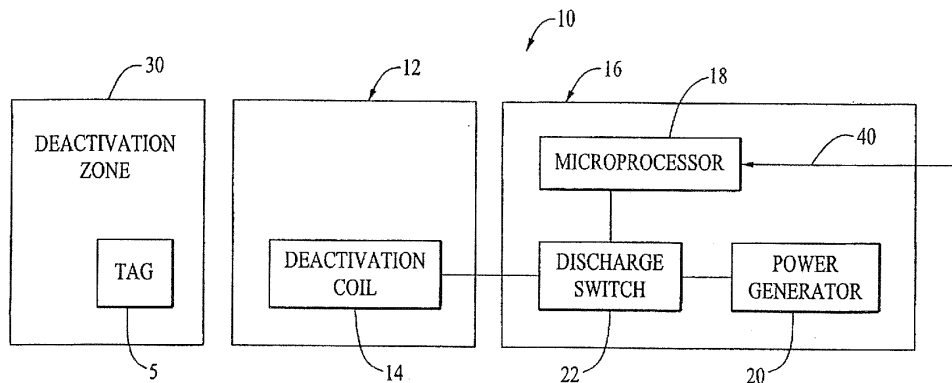 10
30
12
16
18
40
DEACTIVATION
ZONE
MICROPROCESSOR
TAG
DEACTIVATION
COIL
DISCHARGE
SWITCH
POWER
GENERATOR
5
14
22
20